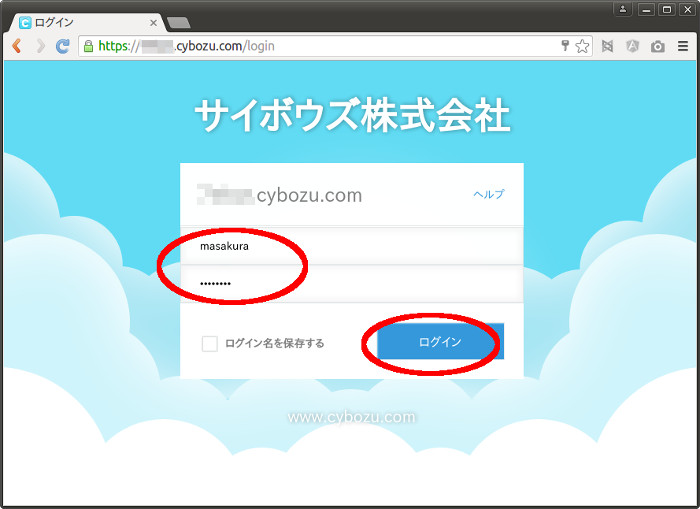 ログイン
https://.cybozu.com/login
サイボウズ株式会社
.cybozu.com
ヘルプ
masakura
••••••••
ログイン名を保存する
ログイン
www.cybozu.com